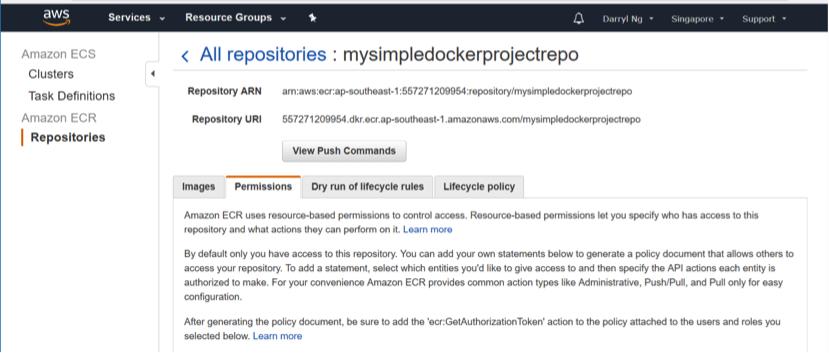 aws Services Resource Groups Darryl Ng Singapore Support
Amazon ECS
Clusters
Task Definitions
Amazon ECR
Repositories
< All repositories : mysimpledockerprojectrepo
Repository ARN arn:aws:ecr:ap-southeast-1:557271209954:repository/mysimpledockerprojectrepo
Repository URI 557271209954.dkr.ecr.ap-southeast-1.amazonaws.com/mysimpledockerprojectrepo
View Push Commands
Images Permissions Dry run of lifecycle rules Lifecycle policy
Amazon ECR uses resource-based permissions to control access. Resource-based permissions let you specify who has access to this
repository and what actions they can perform on it. Learn more
By default only you have access to this repository. You can add your own statements below to generate a policy document that allows others to
access your repository. To add a statement, select which entities you'd like to give access to and then specify the API actions each entity is
authorized to make. For your convenience Amazon ECR provides common action types like Administrative, Push/Pull, and Pull only for easy
configuration.
After generating the policy document, be sure to add the 'ecr:GetAuthorizationToken' action to the policy attached to the users and roles you
selected below. Learn more